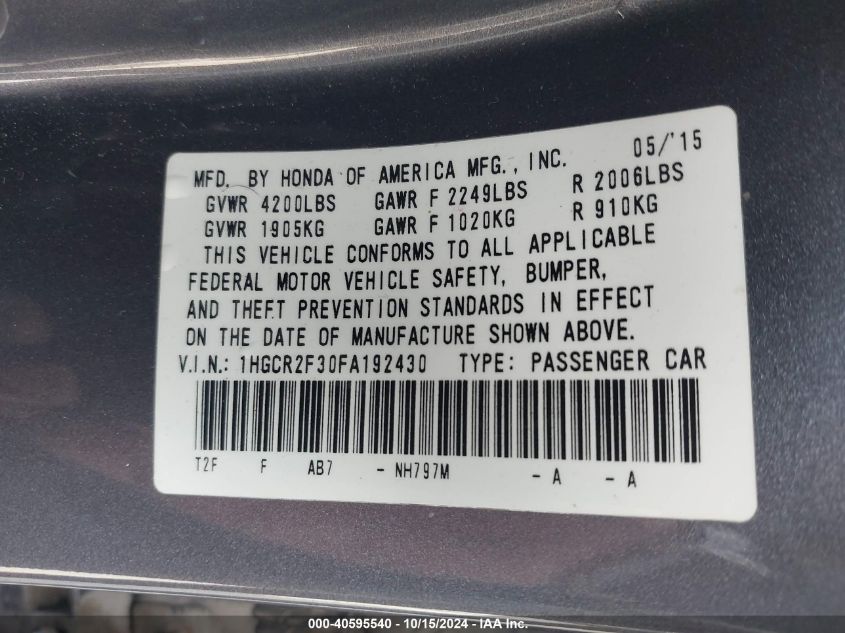 05/'15
MFD. BY HONDA OF AMERICA MFG., INC.
GVWR 4200LBS GAWR F 2249LBS R 2006LBS
GVWR 1905KG GAWR F 1020KG R 910KG
THIS VEHICLE CONFORMS TO ALL APPLICABLE
FEDERAL MOTOR VEHICLE SAFETY, BUMPER,
AND THEFT PREVENTION STANDARDS IN EFFECT
ON THE DATE OF MANUFACTURE SHOWN ABOVE.
V.I.N.: 1HGCR2F30FA192430 TYPE: PASSENGER CAR
T2F F AB7 - NH797M - A - A
000-40595540 - 10/15/2024 - IAA Inc.